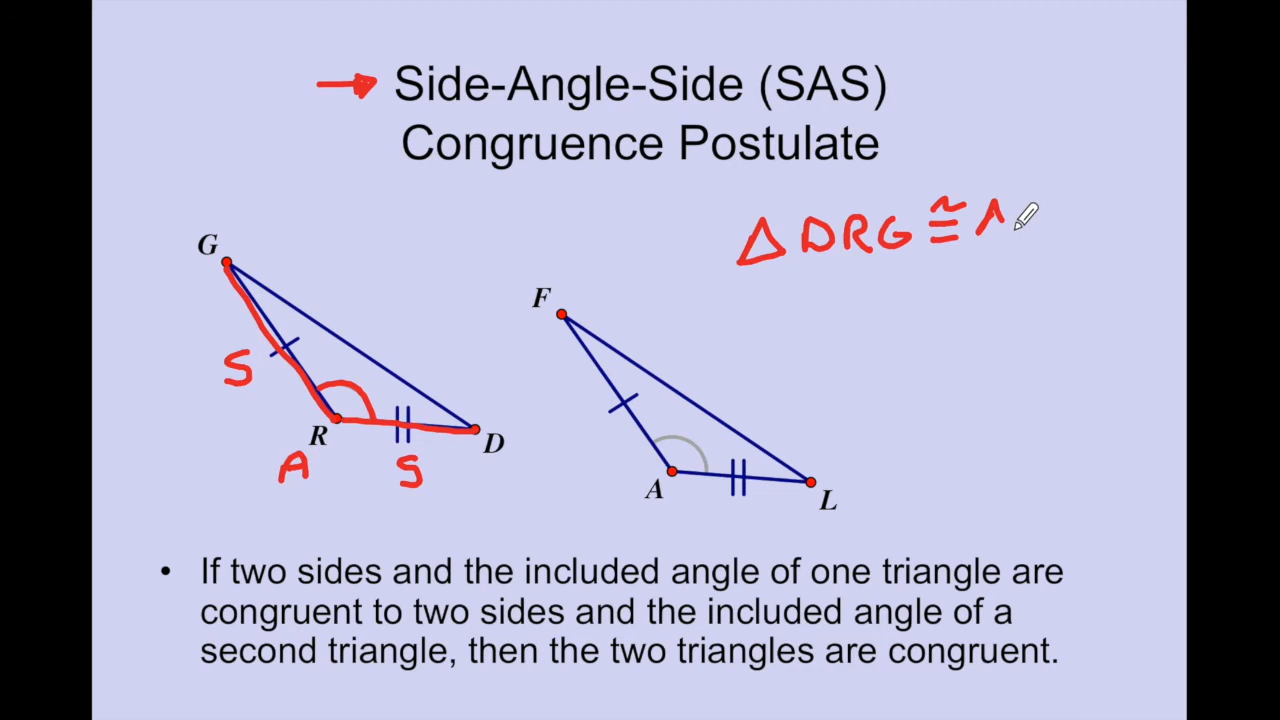 Side-Angle-Side (SAS)
Congruence Postulate
△ DRG ≅
G
F
S
R
D
A
S
A
L
• If two sides and the included angle of one triangle are
congruent to two sides and the included angle of a
second triangle, then the two triangles are congruent.